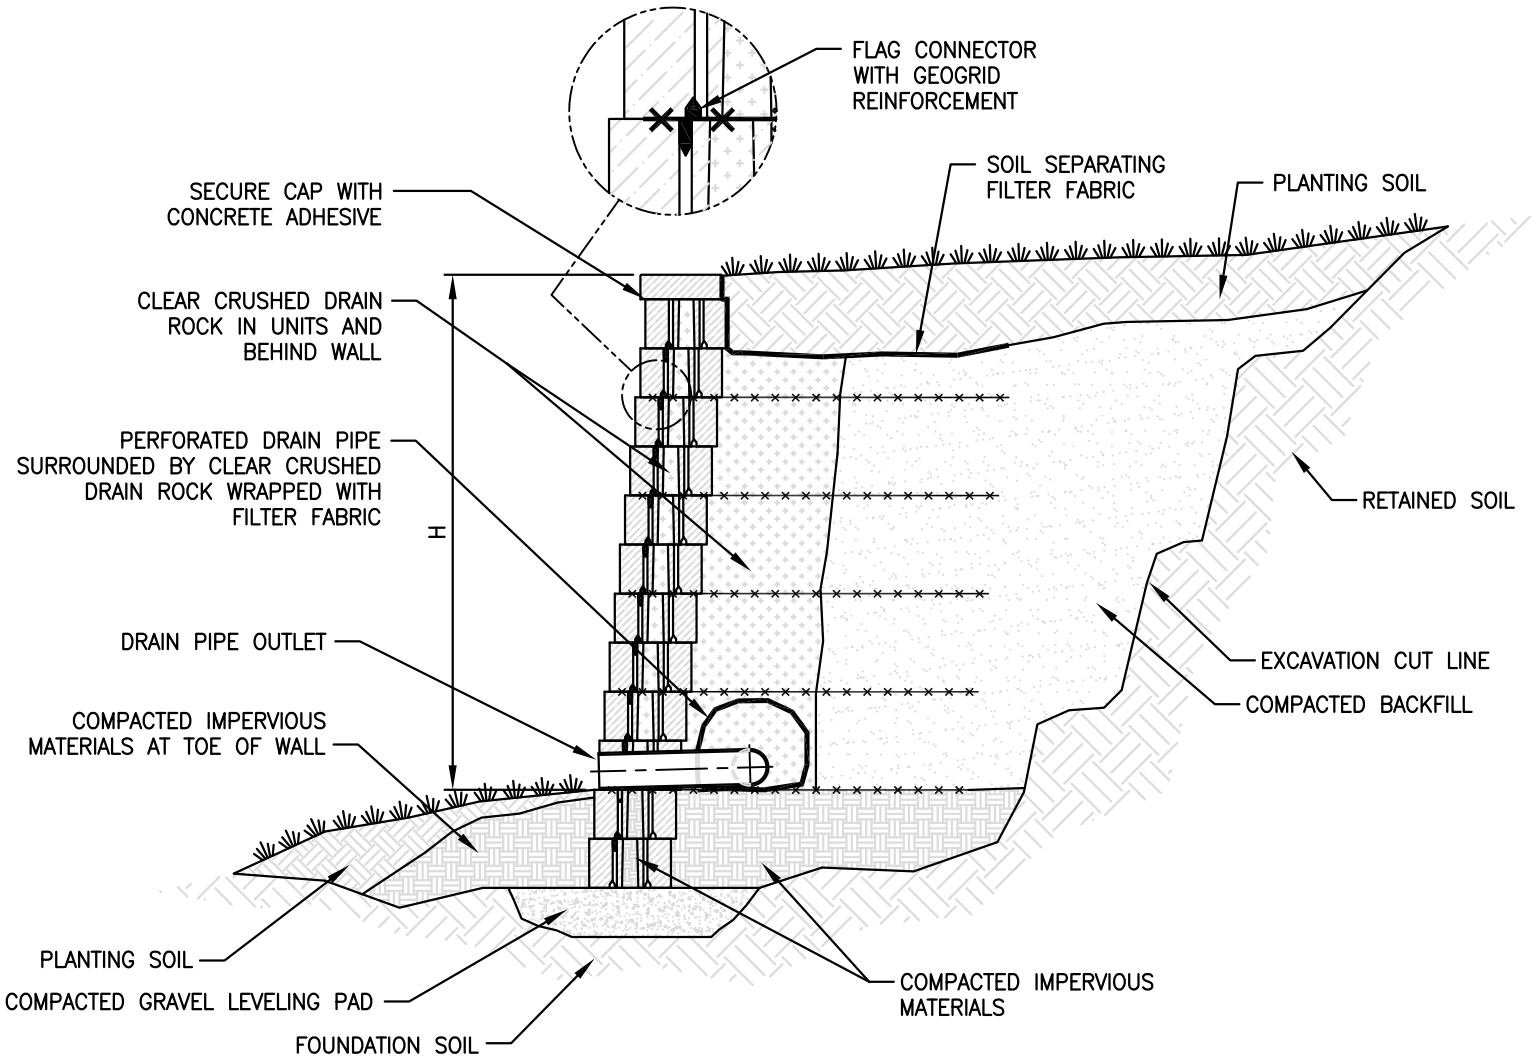 FLAG CONNECTOR
WITH GEOGRID
REINFORCEMENT
SOIL SEPARATING
FILTER FABRIC
PLANTING SOIL
SECURE CAP WITH
CONCRETE ADHESIVE
CLEAR CRUSHED DRAIN
ROCK IN UNITS AND
BEHIND WALL
PERFORATED DRAIN PIPE
SURROUNDED BY CLEAR CRUSHED
DRAIN ROCK WRAPPED WITH
FILTER FABRIC
H
RETAINED SOIL
DRAIN PIPE OUTLET
EXCAVATION CUT LINE
COMPACTED BACKFILL
COMPACTED IMPERVIOUS
MATERIALS AT TOE OF WALL
PLANTING SOIL
COMPACTED GRAVEL LEVELING PAD
FOUNDATION SOIL
COMPACTED IMPERVIOUS
MATERIALS